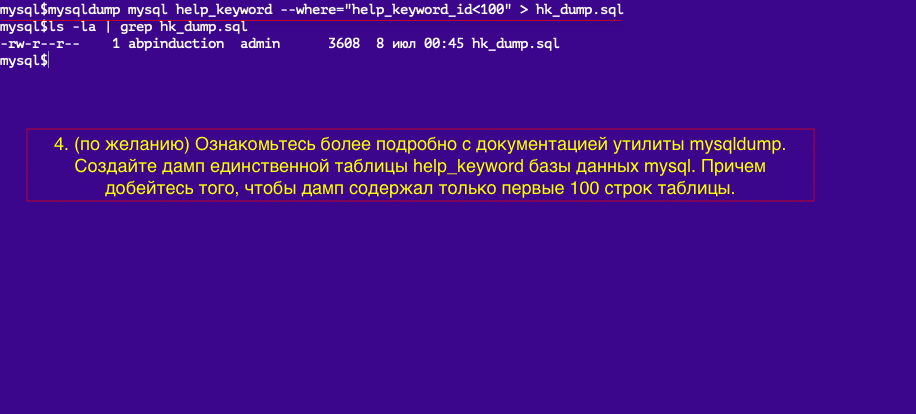 mysql$mysqldump mysql help_keyword --where="help_keyword_id<100" > hk_dump.sql
mysql$ls -la | grep hk_dump.sql
-rw-r--r--    1 abpinduction  admin      3608  8 июл 00:45 hk_dump.sql
mysql$
4. (по желанию) Ознакомьтесь более подробно с документацией утилиты mysqldump.
Создайте дамп единственной таблицы help_keyword базы данных mysql. Причем
добейтесь того, чтобы дамп содержал только первые 100 строк таблицы.